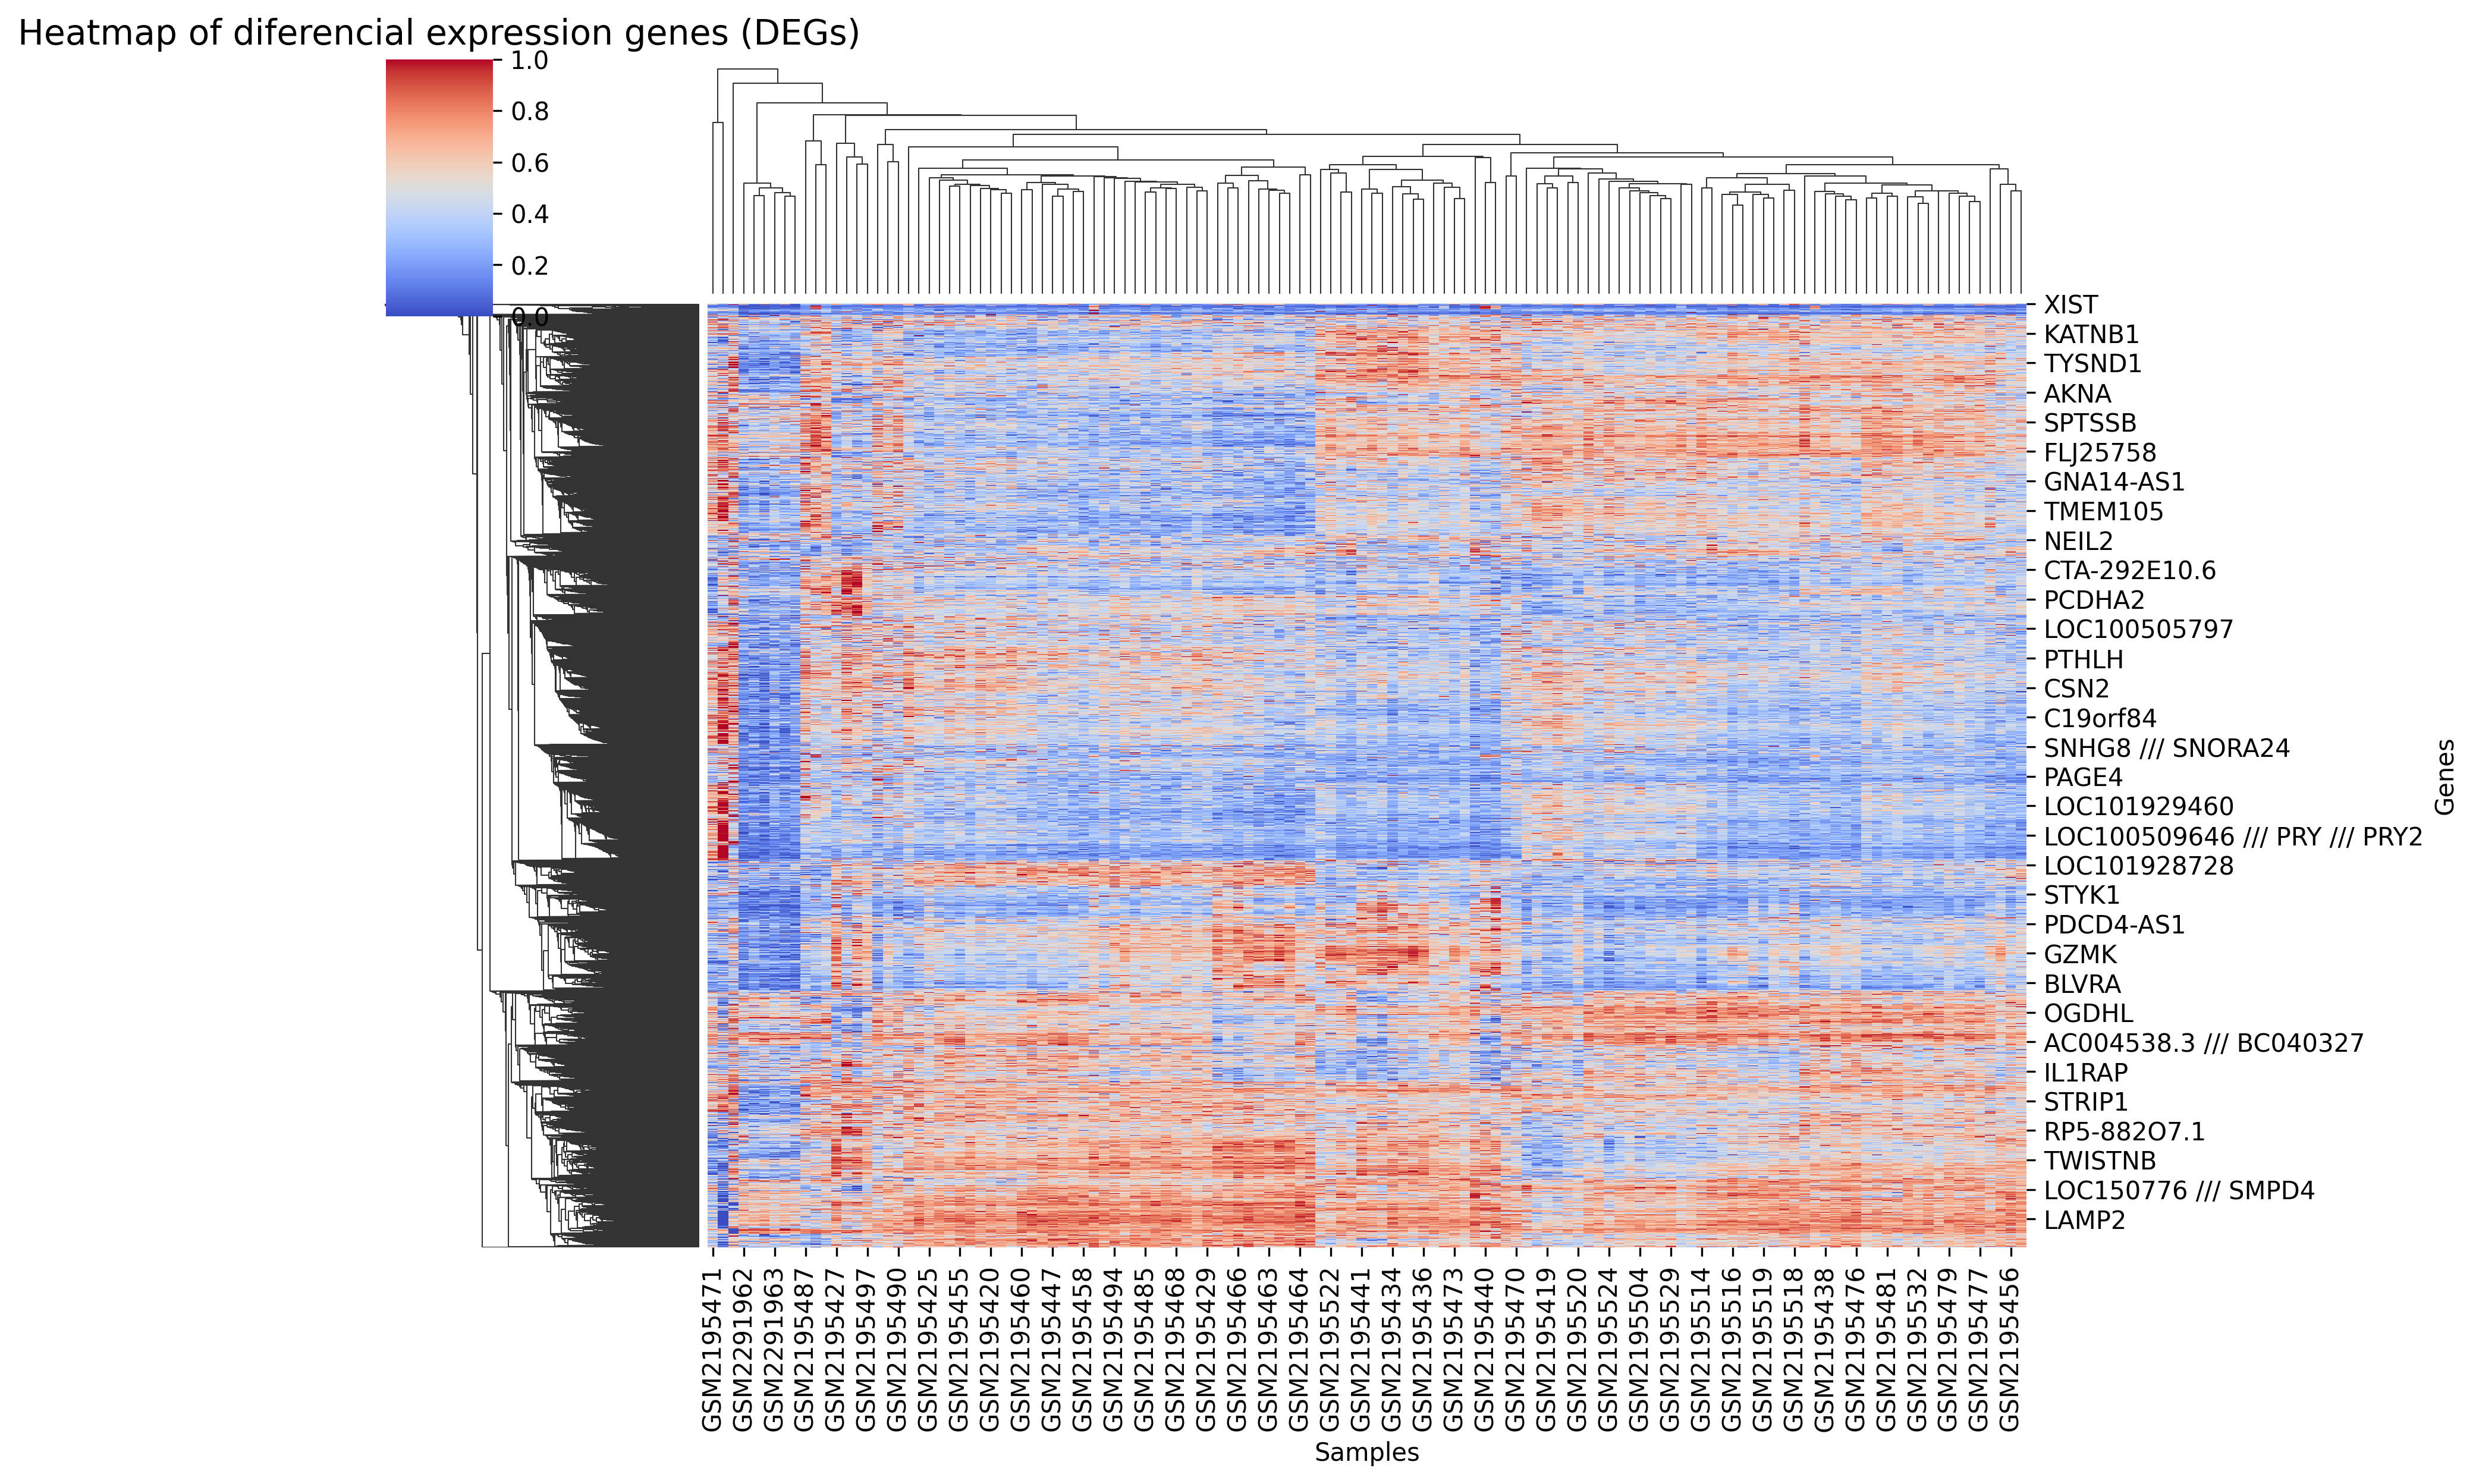 Heatmap of diferencial expression genes (DEGs)
1.0
0.8
0.6
0.4
0.2
0.0
XIST
KATNB1
TYSND1
AKNA
SPTSSB
FLJ25758
GNA14-AS1
TMEM105
NEIL2
CTA-292E10.6
PCDHA2
LOC100505797
PTHLH
CSN2
C19orf84
SNHG8 /// SNORA24
PAGE4
LOC101929460
LOC100509646 /// PRY /// PRY2
LOC101928728
STYK1
PDCD4-AS1
GZMK
BLVRA
OGDHL
AC004538.3 /// BC040327
IL1RAP
STRIP1
RP5-882O7.1
TWISTNB
LOC150776 /// SMPD4
LAMP2
Genes
GSM2195471
GSM2291962
GSM2291963
GSM2195487
GSM2195427
GSM2195497
GSM2195490
GSM2195425
GSM2195455
GSM2195420
GSM2195460
GSM2195447
GSM2195458
GSM2195494
GSM2195485
GSM2195468
GSM2195429
GSM2195466
GSM2195463
GSM2195464
GSM2195522
GSM2195441
GSM2195434
GSM2195436
GSM2195473
GSM2195440
GSM2195470
GSM2195419
GSM2195520
GSM2195524
GSM2195504
GSM2195529
GSM2195514
GSM2195516
GSM2195519
GSM2195518
GSM2195438
GSM2195476
GSM2195481
GSM2195532
GSM2195479
GSM2195477
GSM2195456
Samples